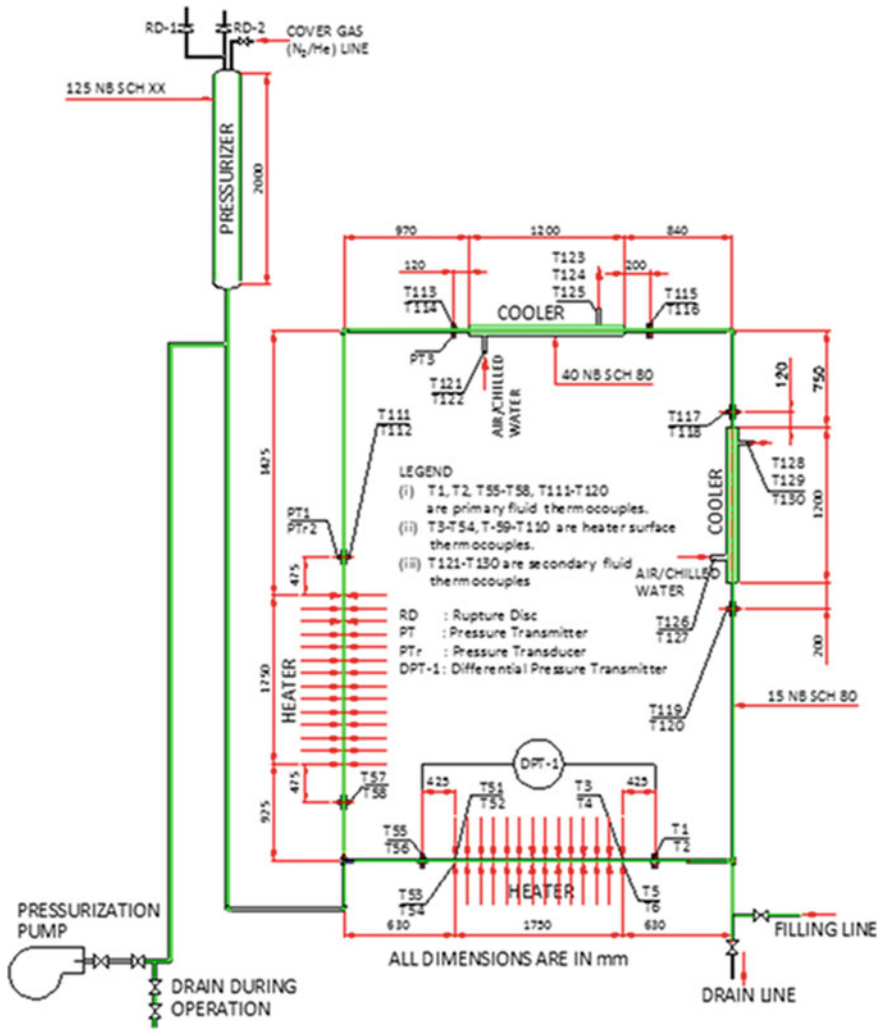 RD-1
RD-2
COVER GAS
(N₂/He) LINE
125 NB SCH XX
PRESSURIZER
2000
970
1200
840
120
T123
T124
T125
200
T113
T114
COOLER
T115
T116
PT3
T121
T122
AIR/CHILLED
WATER
40 NB SCH 80
120
750
T117
T118
T111
T112
1425
T128
T129
T130
COOLER
1200
LEGEND
(i) T1, T2, T55-T58, T111-T120
are primary fluid thermocouples.
(ii) T3-T54, T-59-T110 are heater surface
thermocouples.
(iii) T121-T130 are secondary fluid
thermocouples
PT1
PTr2
475
AIR/CHILLED
WATER
T126
T127
RD : Rupture Disc
PT : Pressure Transmitter
PTr : Pressure Transducer
DPT-1 : Differential Pressure Transmitter
200
HEATER
1750
T119
T120
15 NB SCH 80
DPT-1
475
T57
T58
425
T51
T52
T3
T4
425
925
T55
T56
T1
T2
T53
T54
HEATER
T5
T6
630
1750
630
PRESSURIZATION
PUMP
FILLING LINE
ALL DIMENSIONS ARE IN mm
DRAIN DURING
OPERATION
DRAIN LINE